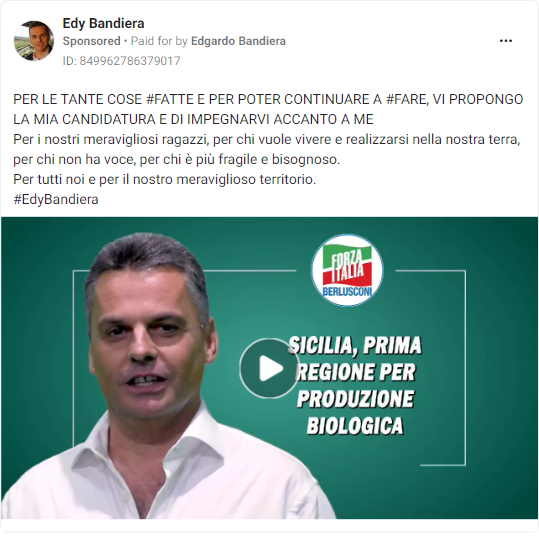 Edy Bandiera
Sponsored • Paid for by Edgardo Bandiera
ID: 849962786379017
PER LE TANTE COSE #FATTE E PER POTER CONTINUARE A #FARE, VI PROPONGO
LA MIA CANDIDATURA E DI IMPEGNARVI ACCANTO A ME
Per i nostri meravigliosi ragazzi, per chi vuole vivere e realizzarsi nella nostra terra,
per chi non ha voce, per chi è più fragile e bisognoso.
Per tutti noi e per il nostro meraviglioso territorio.
#EdyBandiera
FORZA
ITALIA
BERLUSCONI
SICILIA, PRIMA
REGIONE PER
PRODUZIONE
BIOLOGICA